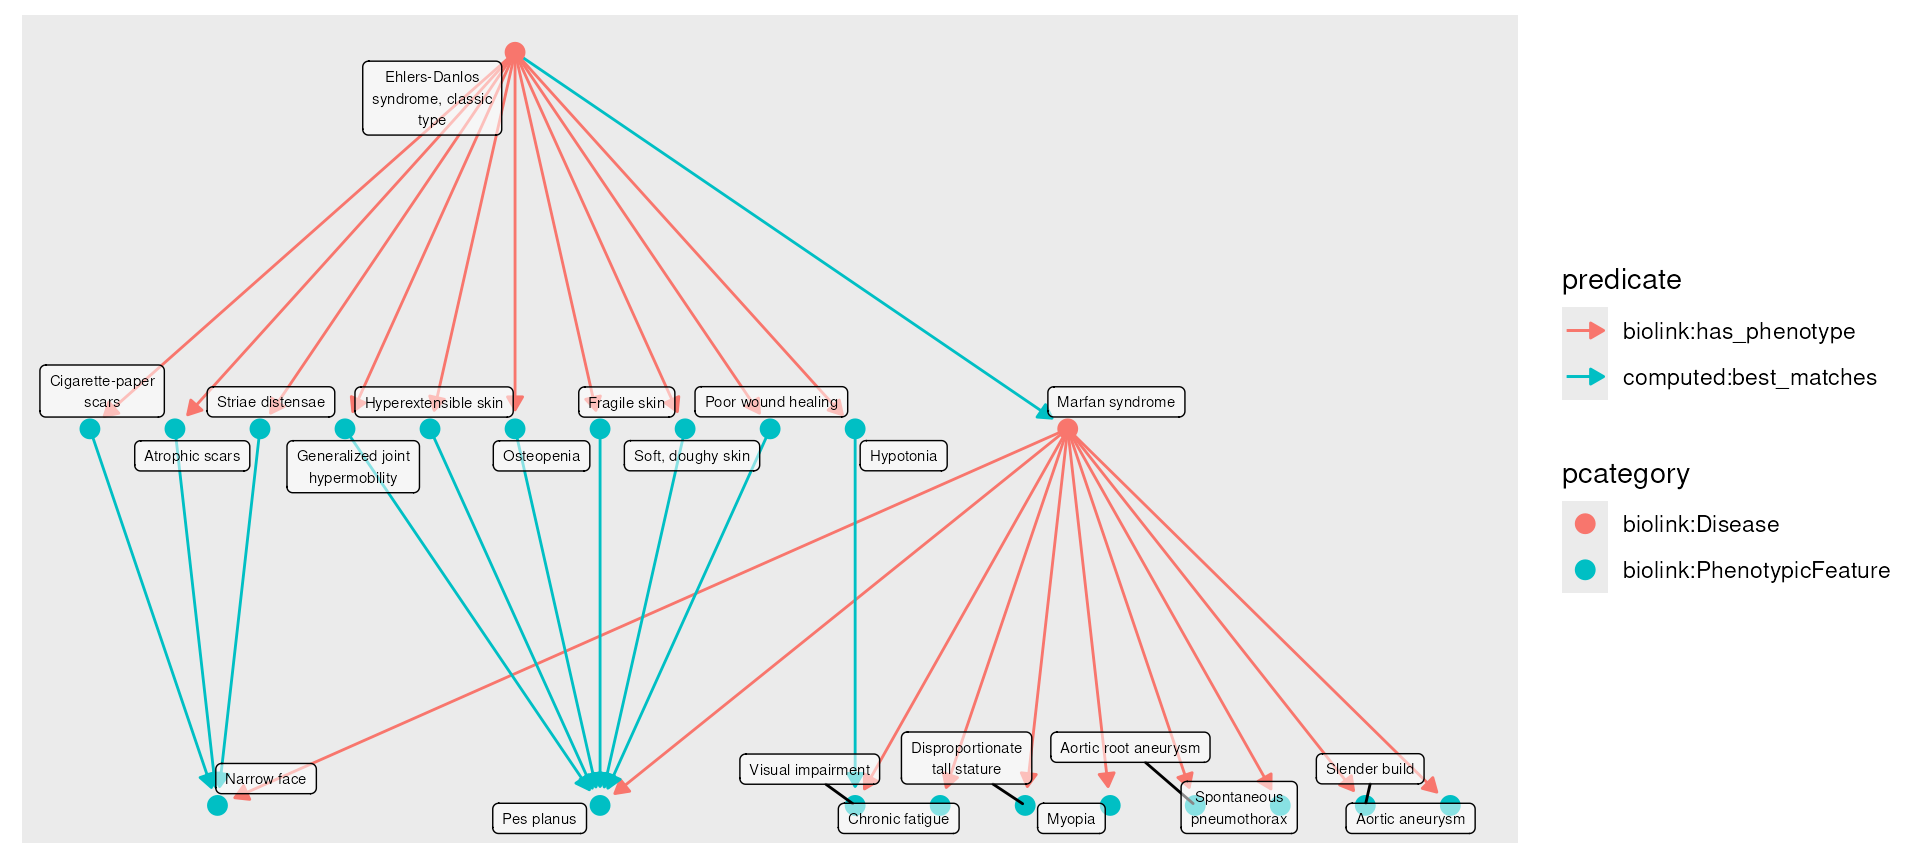 Ehlers-Danlos
syndrome, classic
type
Cigarette-paper
scars
Striae distensae
Hyperextensible skin
Fragile skin
Poor wound healing
Marfan syndrome
Atrophic scars
Generalized joint
hypermobility
Osteopenia
Soft, doughy skin
Hypotonia
Narrow face
Pes planus
Visual impairment
Chronic fatigue
Disproportionate
tall stature
Myopia
Aortic root aneurysm
Spontaneous
pneumothorax
Slender build
Aortic aneurysm
predicate
biolink:has_phenotype
computed:best_matches
pcategory
biolink:Disease
biolink:PhenotypicFeature